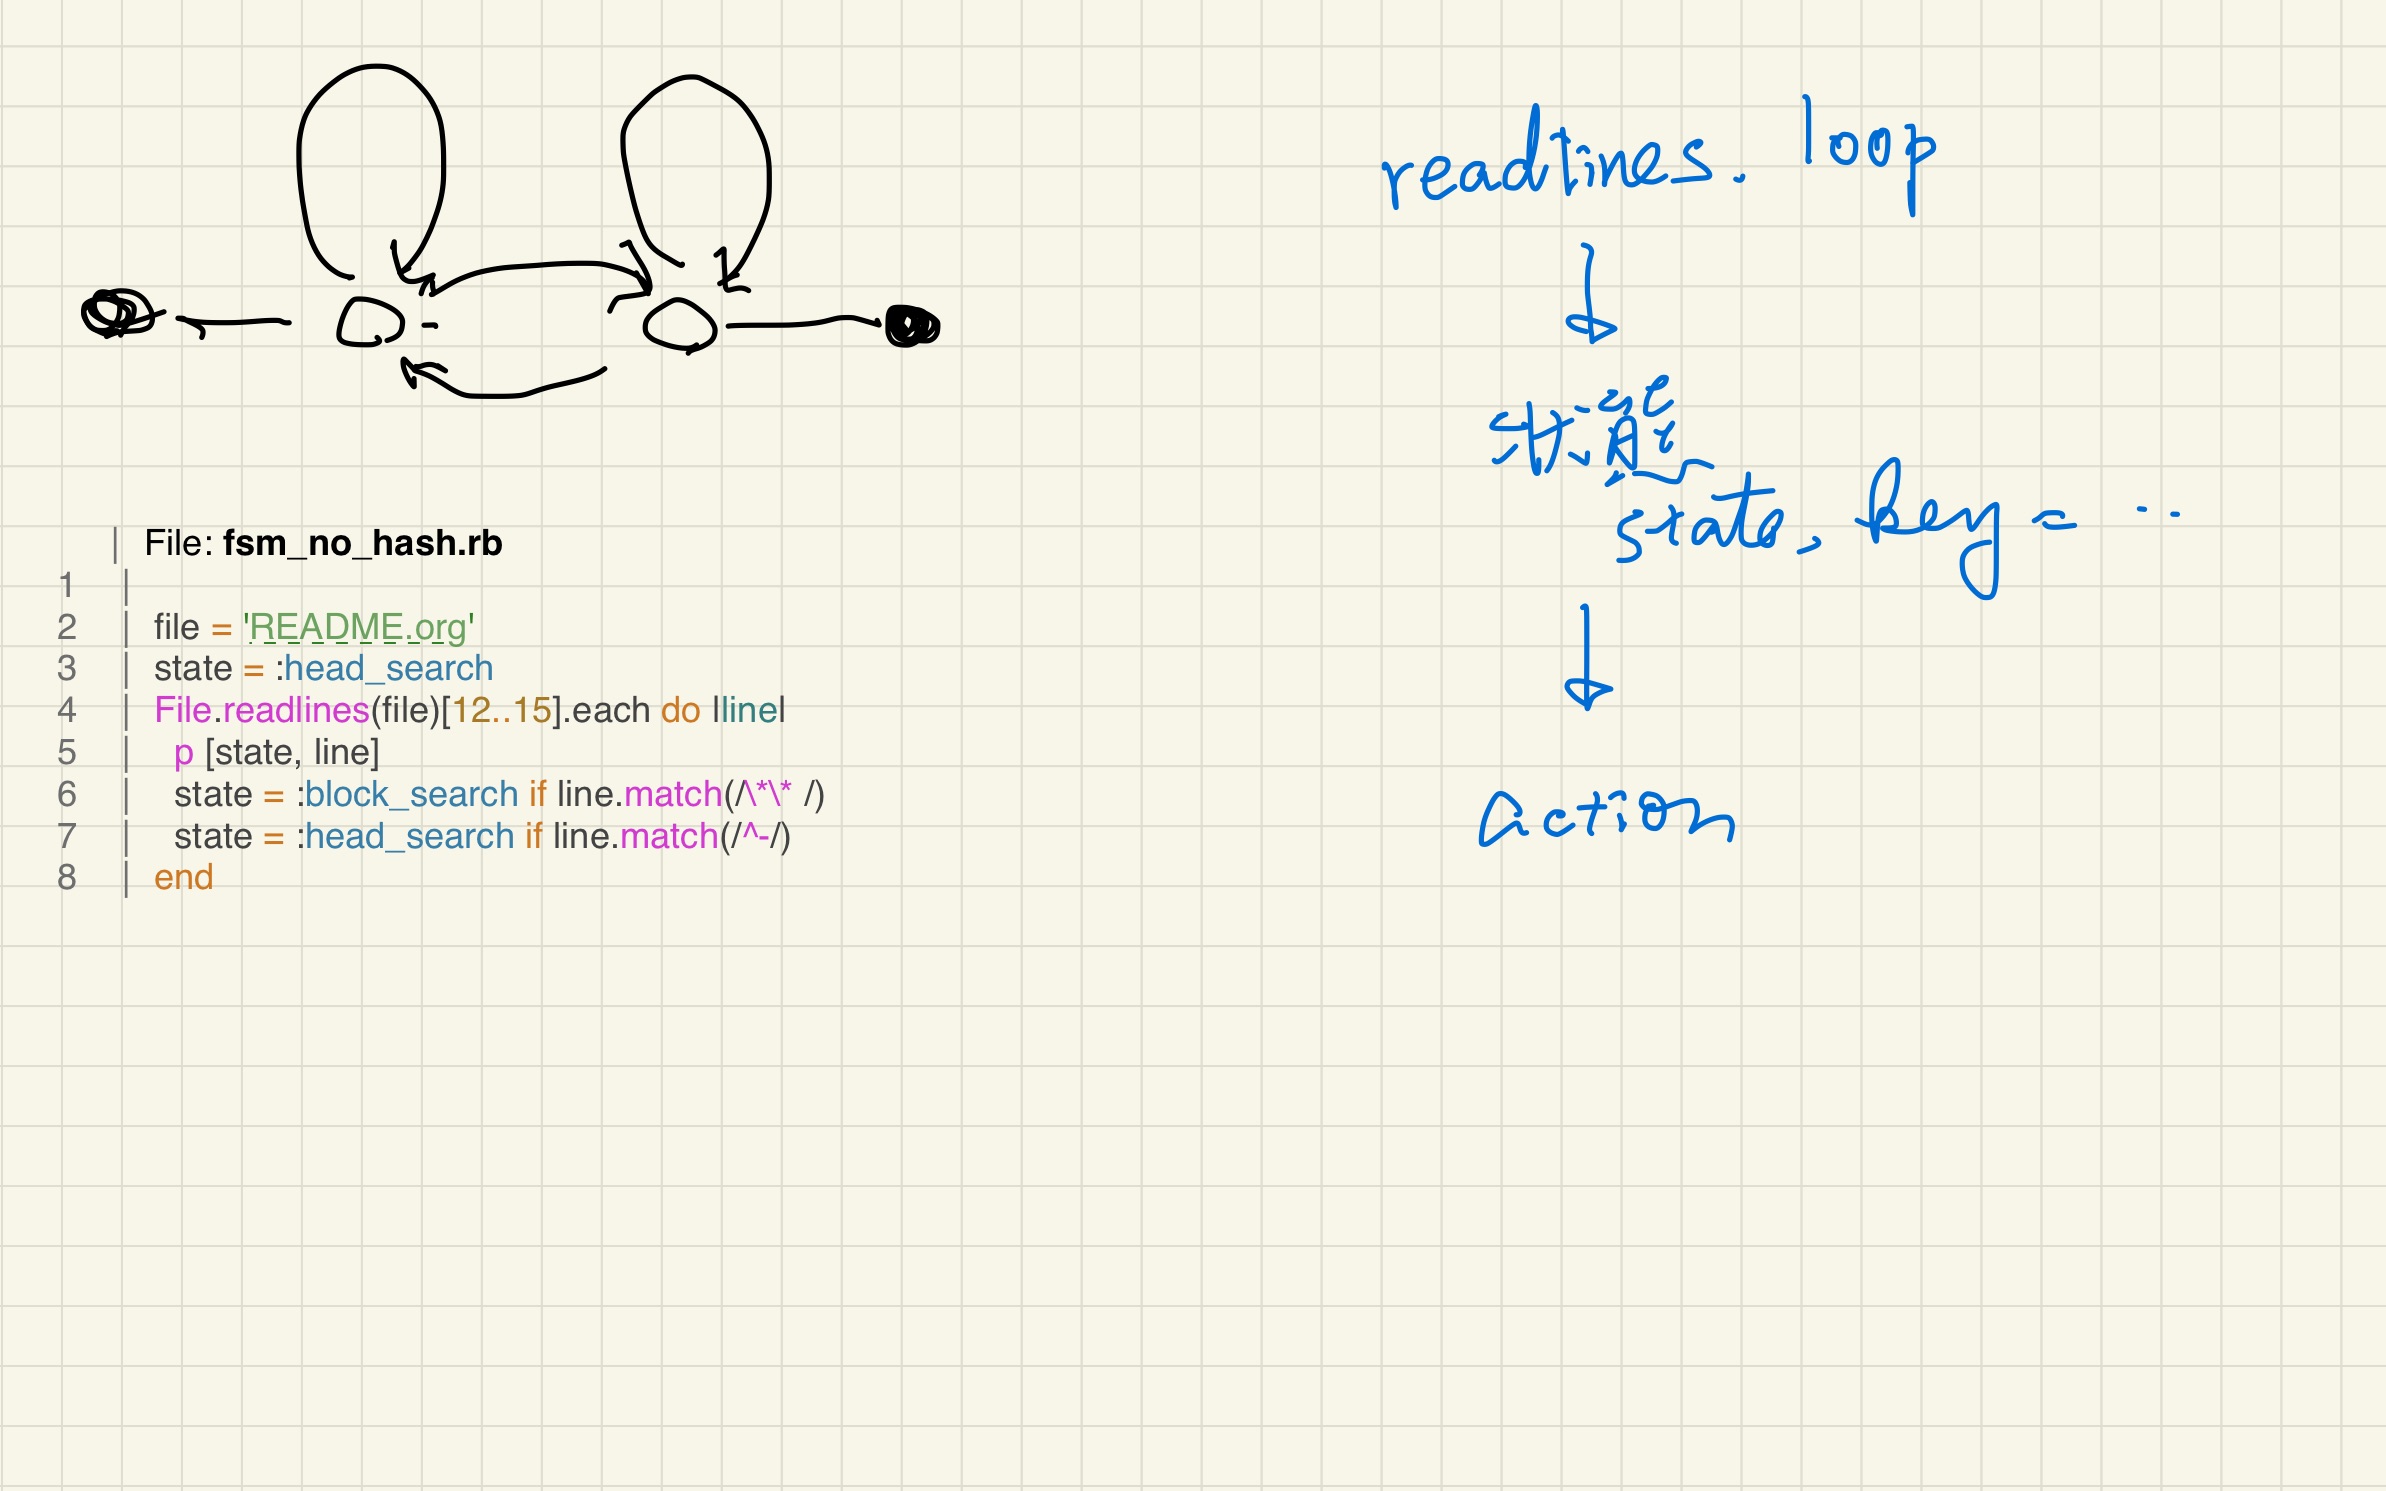 File: fsm_no_hash.rb
1
2 file = 'README.org'
3 state = :head_search
4 File.readlines(file)[12..15].each do |line|
5 p [state, line]
6 state = :block_search if line.match(/\*\* /)
7 state = :head_search if line.match(/^-/)
8 end
readlines. loop
状態
state, key = ..
action